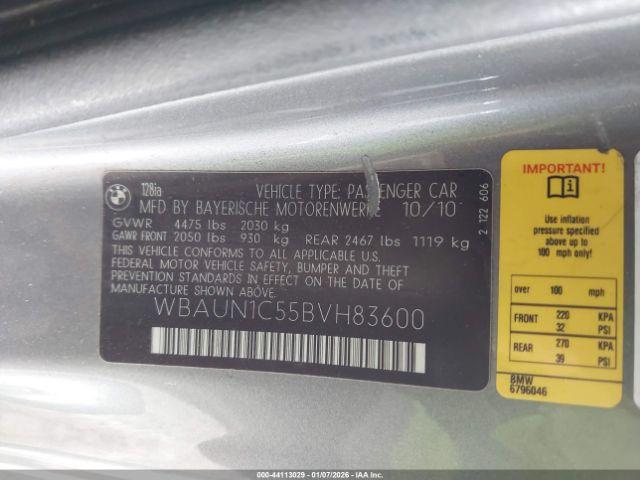 BMW
128ia
VEHICLE TYPE: PASSENGER CAR
MFD BY BAYERISCHE MOTORENWERKE 10/10
GVWR 4475 lbs 2030 kg
GAWR FRONT 2050 lbs 930 kg REAR 2467 lbs 1119 kg
THIS VEHICLE CONFORMS TO ALL APPLICABLE U.S.
FEDERAL MOTOR VEHICLE SAFETY, BUMPER AND THEFT
PREVENTION STANDARDS IN EFFECT ON THE DATE OF
MANUFACTURE SHOWN ABOVE.
WBAUN1C55BVH83600
2 122 606
IMPORTANT!
Use inflation
pressure specified
above up to
100 mph only!
over 100 mph
FRONT 220 KPA
32 PSI
REAR 270 KPA
39 PSI
BMW
6796046
000-44113029 - 01/07/2026 - IAA Inc.